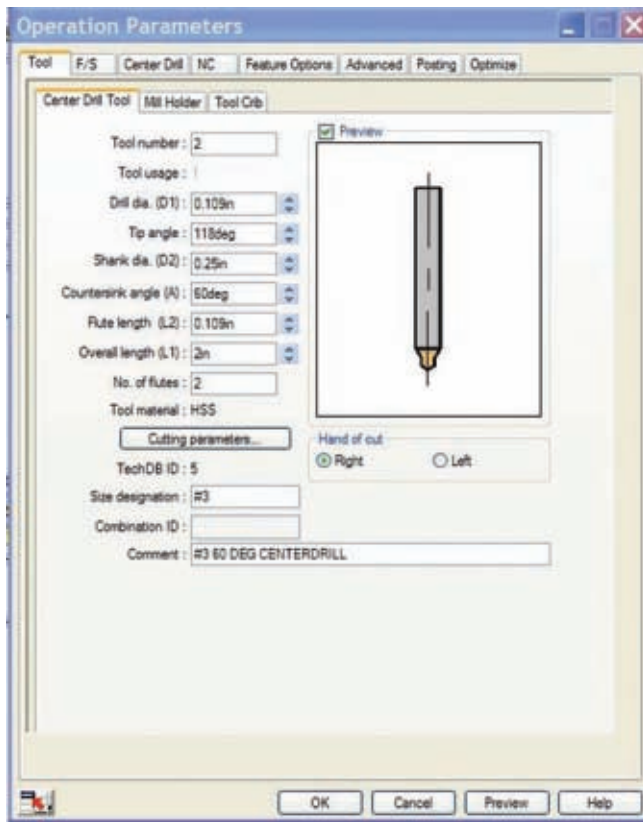 Operation Parameters
Tool F/S Center Drill NC Feature Options Advanced Posting Optimize
Center Drill Tool Mill Holder Tool Crib
Tool number : 2
Preview
Tool usage :
Drill dia. (D1) : 0.109in
Tip angle : 118deg
Shank dia. (D2) : 0.25in
Countersink angle (A) : 60deg
Flute length (L2) : 0.109in
Overall length (L1) : 2in
No. of flutes : 2
Tool material : HSS
Cutting parameters...
Hand of cut
Right Left
TechDB ID : 5
Size designation : #3
Combination ID :
Comment : #3 60 DEG CENTERDRILL
OK Cancel Preview Help